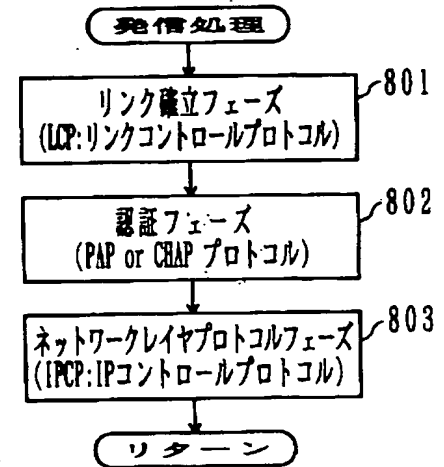 発信処理
リンク確立フェーズ
(LCP:リンクコントロールプロトコル)
801
認証フェーズ
(PAP or CHAP プロトコル)
802
ネットワークレイヤプロトコルフェーズ
(IPCP:IPコントロールプロトコル)
803
リターン